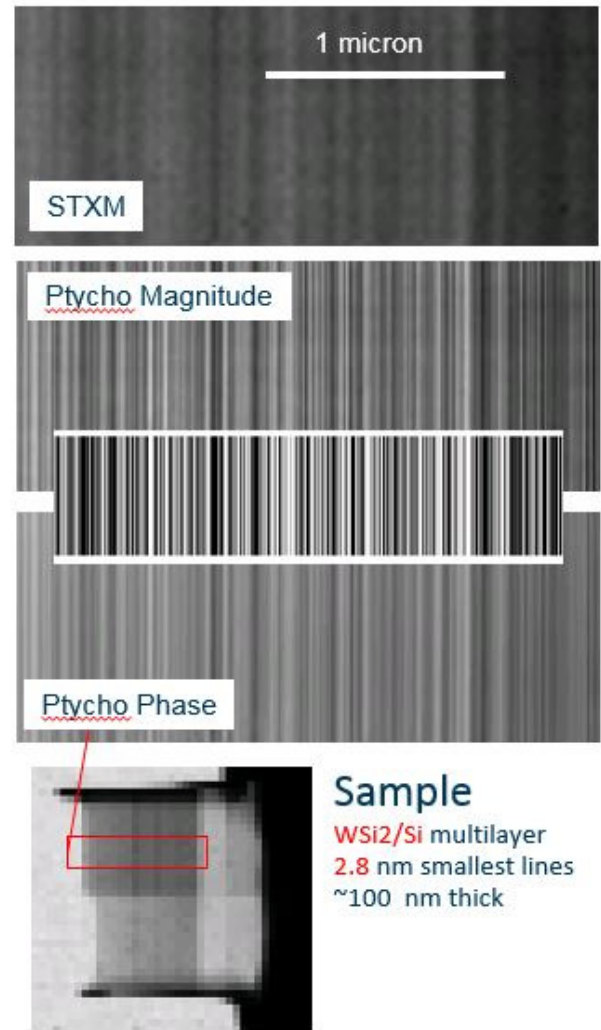 1 micron
STXM
Ptycho Magnitude
Ptycho Phase
Sample
WSi2/Si multilayer
2.8 nm smallest lines
~100 nm thick